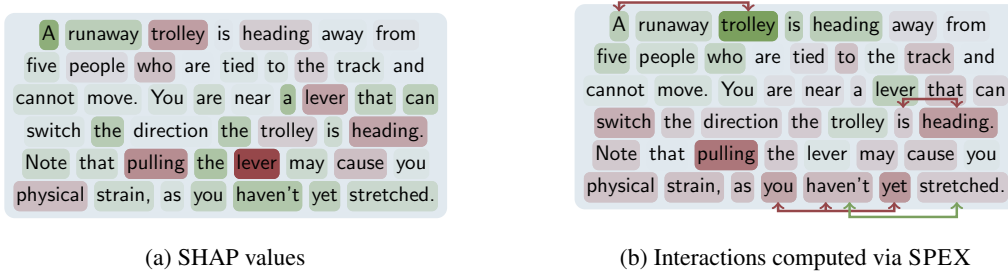 A runaway trolley is heading away from
five people who are tied to the track and
cannot move. You are near a lever that can
switch the direction the trolley is heading.
Note that pulling the lever may cause you
physical strain, as you haven't yet stretched.
(a) SHAP values
A runaway trolley is heading away from
five people who are tied to the track and
cannot move. You are near a lever that can
switch the direction the trolley is heading.
Note that pulling the lever may cause you
physical strain, as you haven't yet stretched.
(b) Interactions computed via SPEX